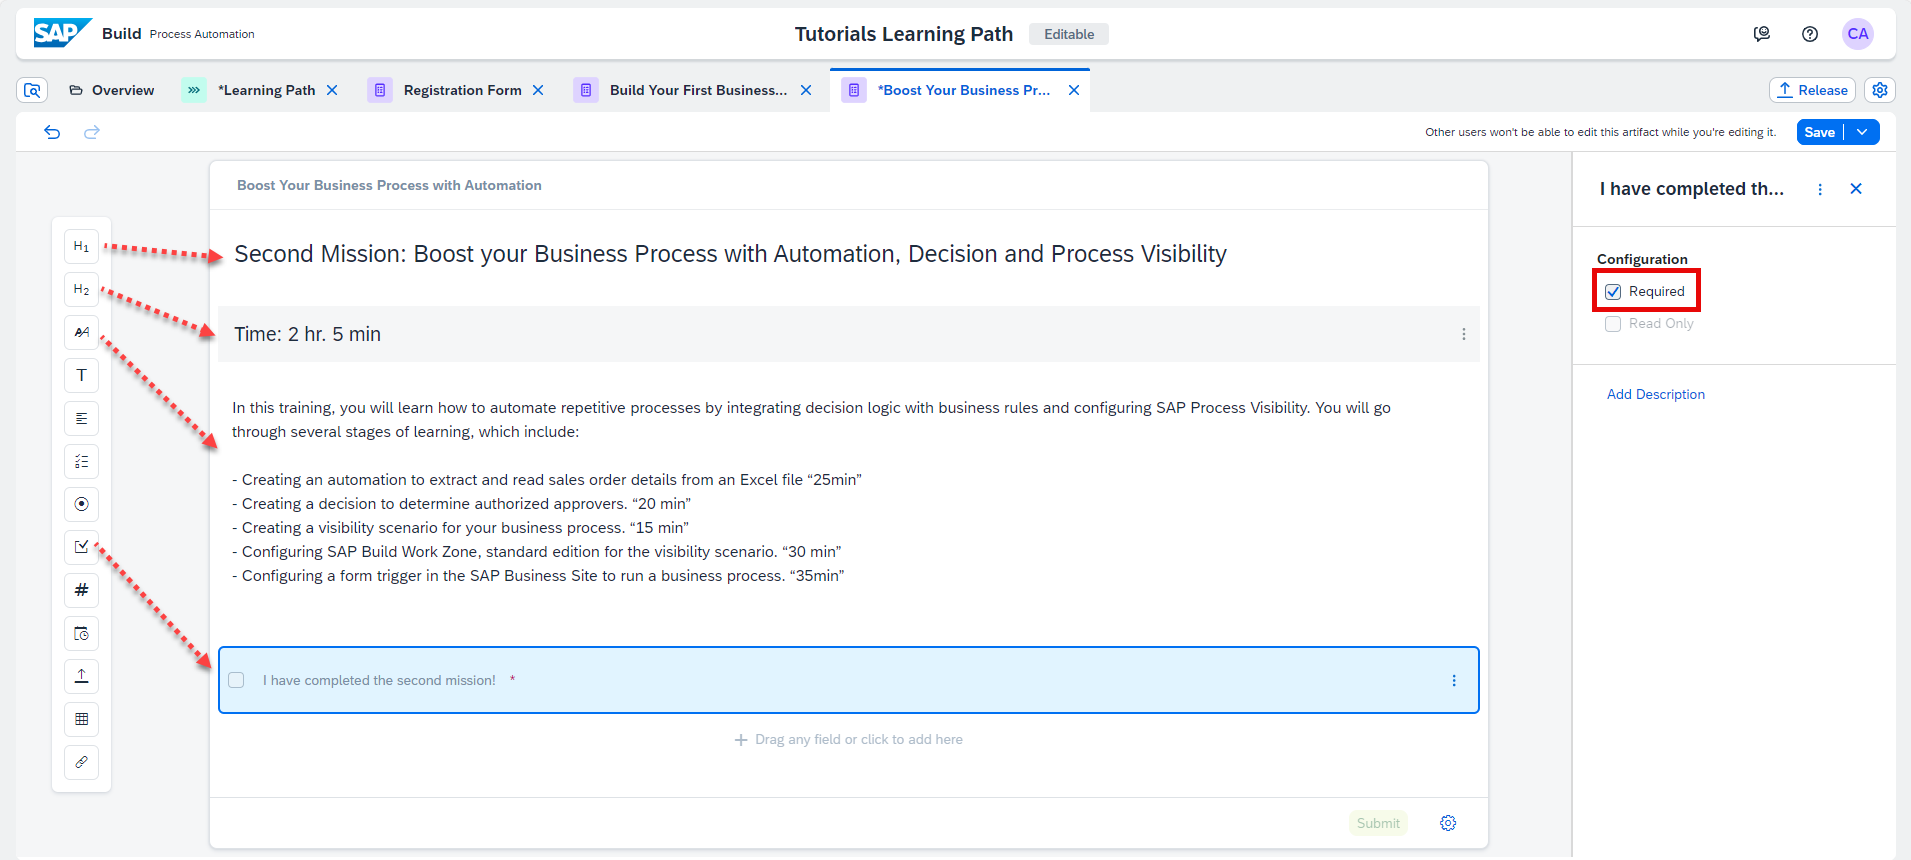 SAP Build Process Automation
Tutorials Learning Path Editable
CA
Overview
*Learning Path
Registration Form
Build Your First Business...
*Boost Your Business Pr...
Release
Other users won't be able to edit this artifact while you're editing it.
Save
Boost Your Business Process with Automation
I have completed th...
H1
Second Mission: Boost your Business Process with Automation, Decision and Process Visibility
Configuration
H2
Required
Time: 2 hr. 5 min
Read Only
AA
T
Add Description
In this training, you will learn how to automate repetitive processes by integrating decision logic with business rules and configuring SAP Process Visibility. You will go
through several stages of learning, which include:
- Creating an automation to extract and read sales order details from an Excel file “25min”
- Creating a decision to determine authorized approvers. “20 min”
- Creating a visibility scenario for your business process. “15 min”
- Configuring SAP Build Work Zone, standard edition for the visibility scenario. “30 min”
- Configuring a form trigger in the SAP Business Site to run a business process. “35min”
#
I have completed the second mission! *
+ Drag any field or click to add here
Submit